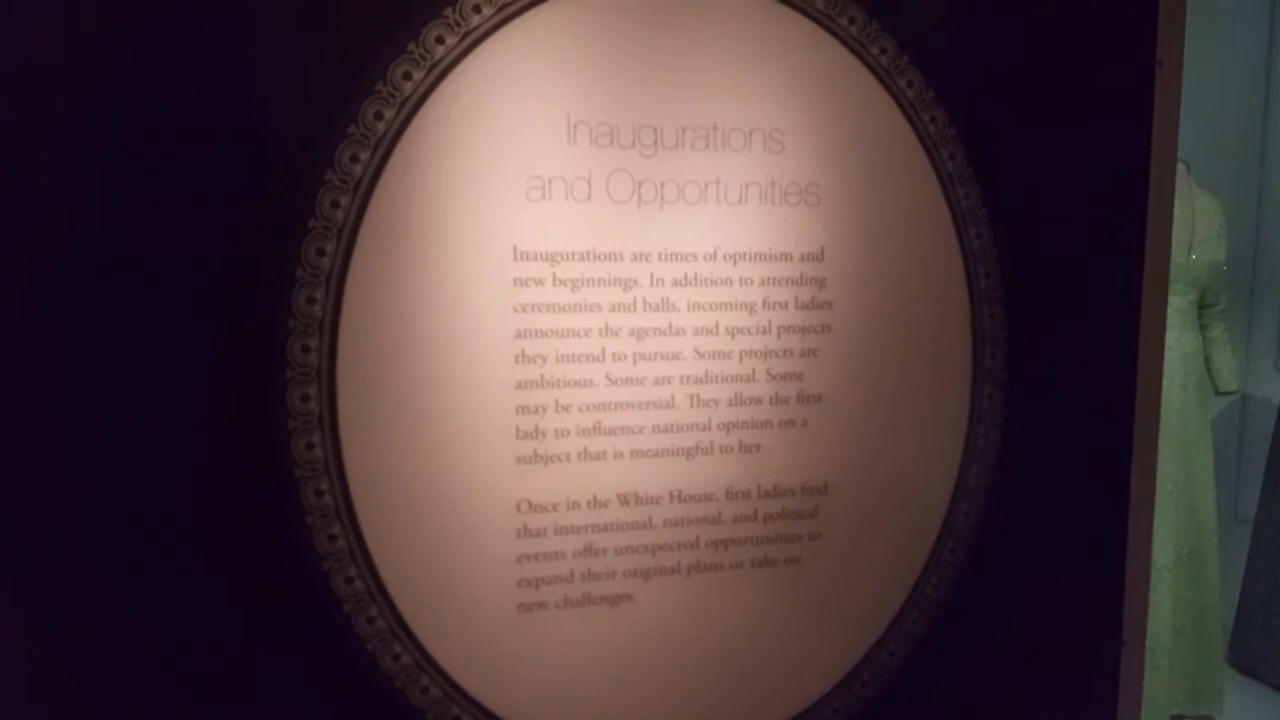 Inaugurations
and Opportunities
Inaugurations are times of optimism and
new beginnings. In addition to attending
ceremonies and balls, incoming first ladies
announce the agendas and special projects
they intend to pursue. Some projects are
ambitious. Some are traditional. Some
may be controversial. They allow the first
lady to influence national opinion on a
subject that is meaningful to her.
Once in the White House, first ladies find
that international, national, and political
events offer unexpected opportunities to
expand their original plans or take on
new challenges.